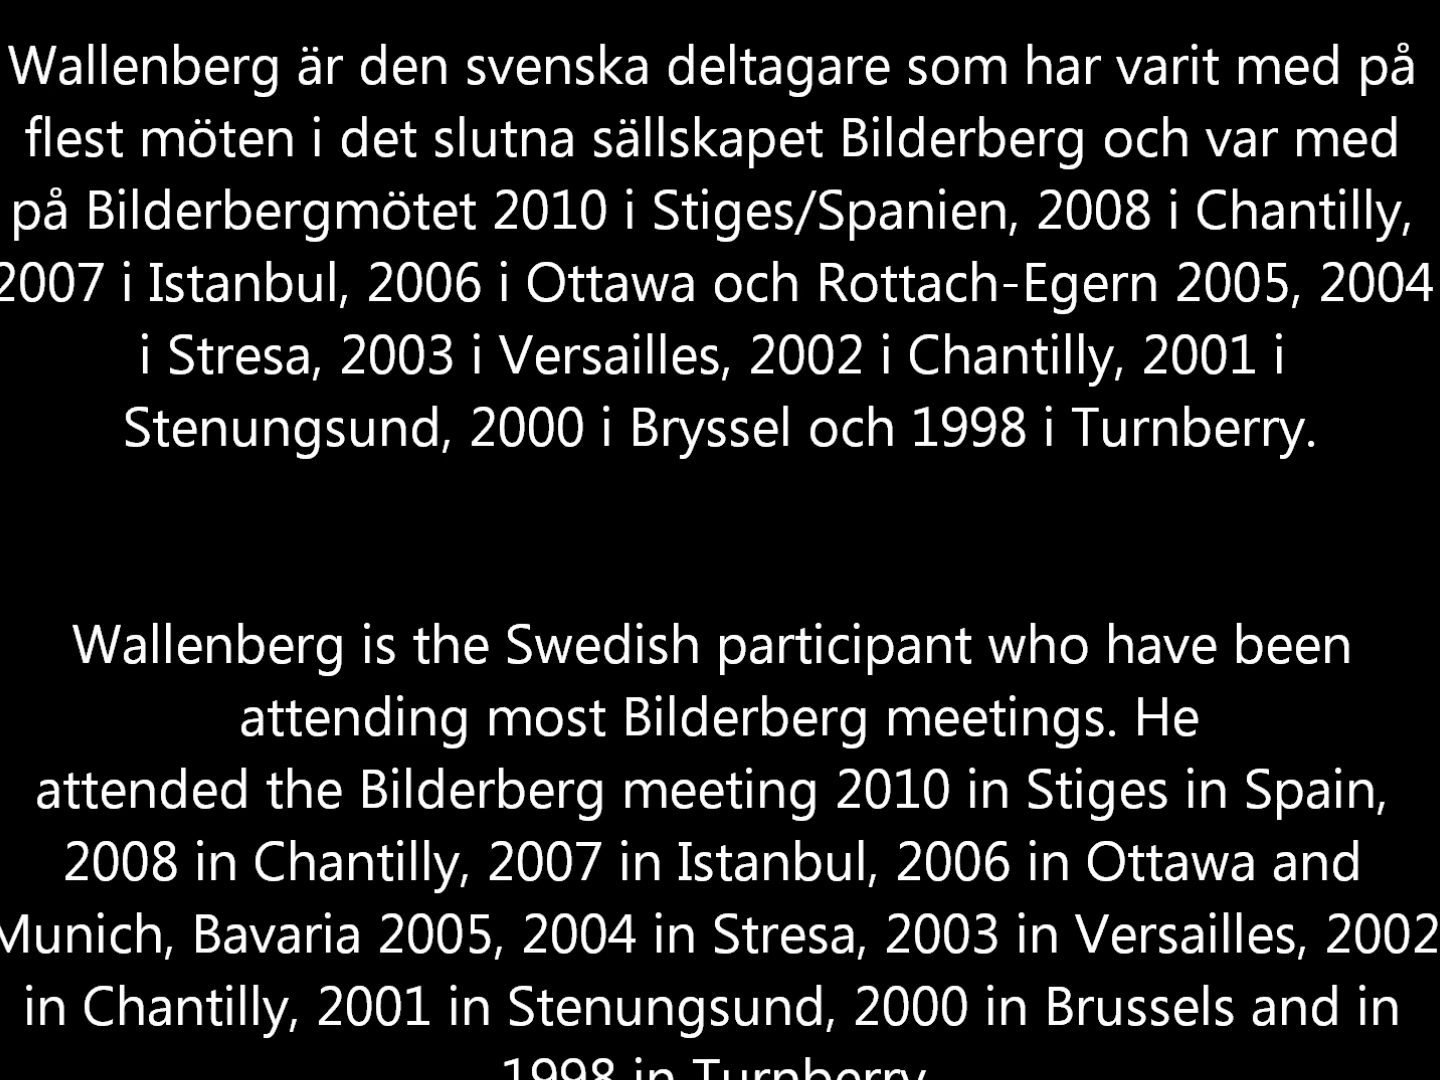 Wallenberg är den svenska deltagare som har varit med på
flest möten i det slutna sällskapet Bilderberg och var med
på Bilderbergmötet 2010 i Stiges/Spanien, 2008 i Chantilly,
2007 i Istanbul, 2006 i Ottawa och Rottach-Egern 2005, 2004
i Stresa, 2003 i Versailles, 2002 i Chantilly, 2001 i
Stenungsund, 2000 i Bryssel och 1998 i Turnberry.
Wallenberg is the Swedish participant who have been
attending most Bilderberg meetings. He
attended the Bilderberg meeting 2010 in Stiges in Spain,
2008 in Chantilly, 2007 in Istanbul, 2006 in Ottawa and
Munich, Bavaria 2005, 2004 in Stresa, 2003 in Versailles, 2002
in Chantilly, 2001 in Stenungsund, 2000 in Brussels and in
1998 in Turnberry